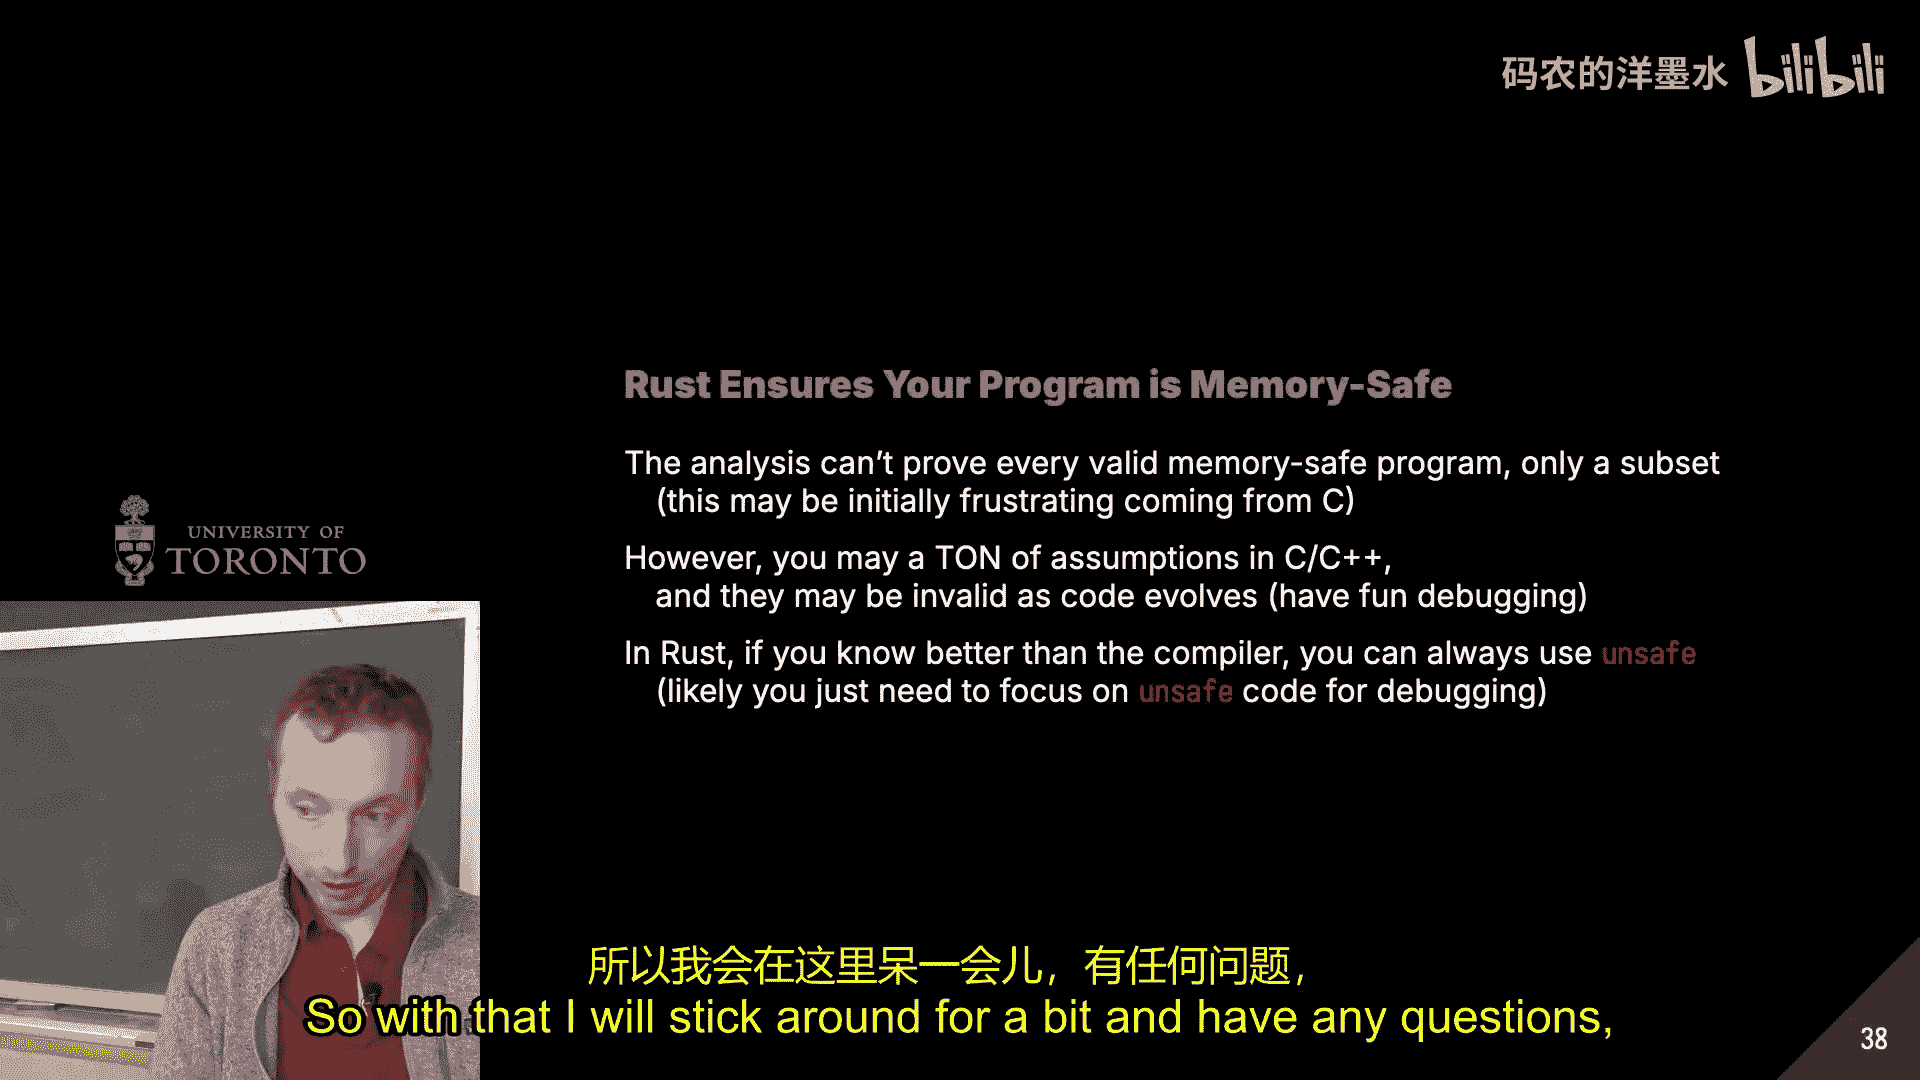 码农的洋墨水 bilibili
Rust Ensures Your Program is Memory-Safe
The analysis can't prove every valid memory-safe program, only a subset
(this may be initially frustrating coming from C)
However, you may a TON of assumptions in C/C++,
and they may be invalid as code evolves (have fun debugging)
In Rust, if you know better than the compiler, you can always use unsafe
(likely you just need to focus on unsafe code for debugging)
UNIVERSITY OF
TORONTO
所以我会在这里呆一会儿，有任何问题，
So with that I will stick around for a bit and have any questions,
38